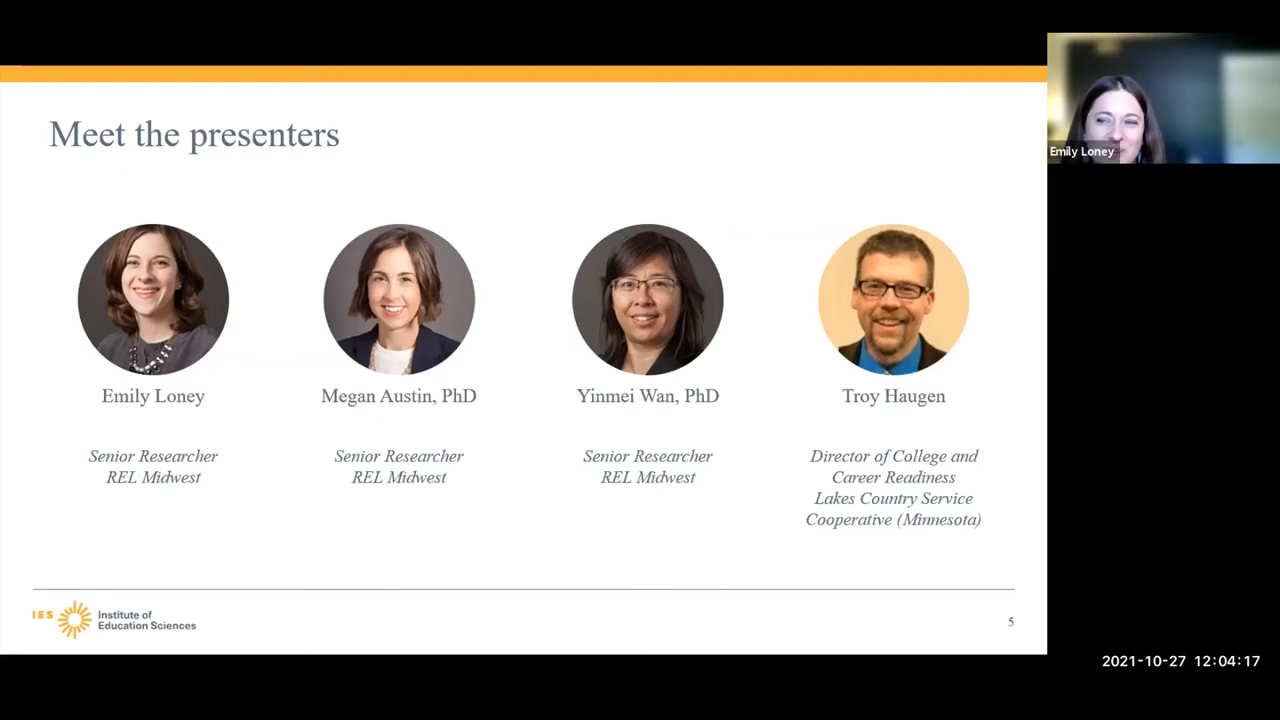 Meet the presenters
Emily Loney
Emily Loney
Senior Researcher
REL Midwest
Megan Austin, PhD
Senior Researcher
REL Midwest
Yinmei Wan, PhD
Senior Researcher
REL Midwest
Troy Haugen
Director of College and
Career Readiness
Lakes Country Service
Cooperative (Minnesota)
IES
Institute of
Education Sciences
5
2021-10-27 12:04:17